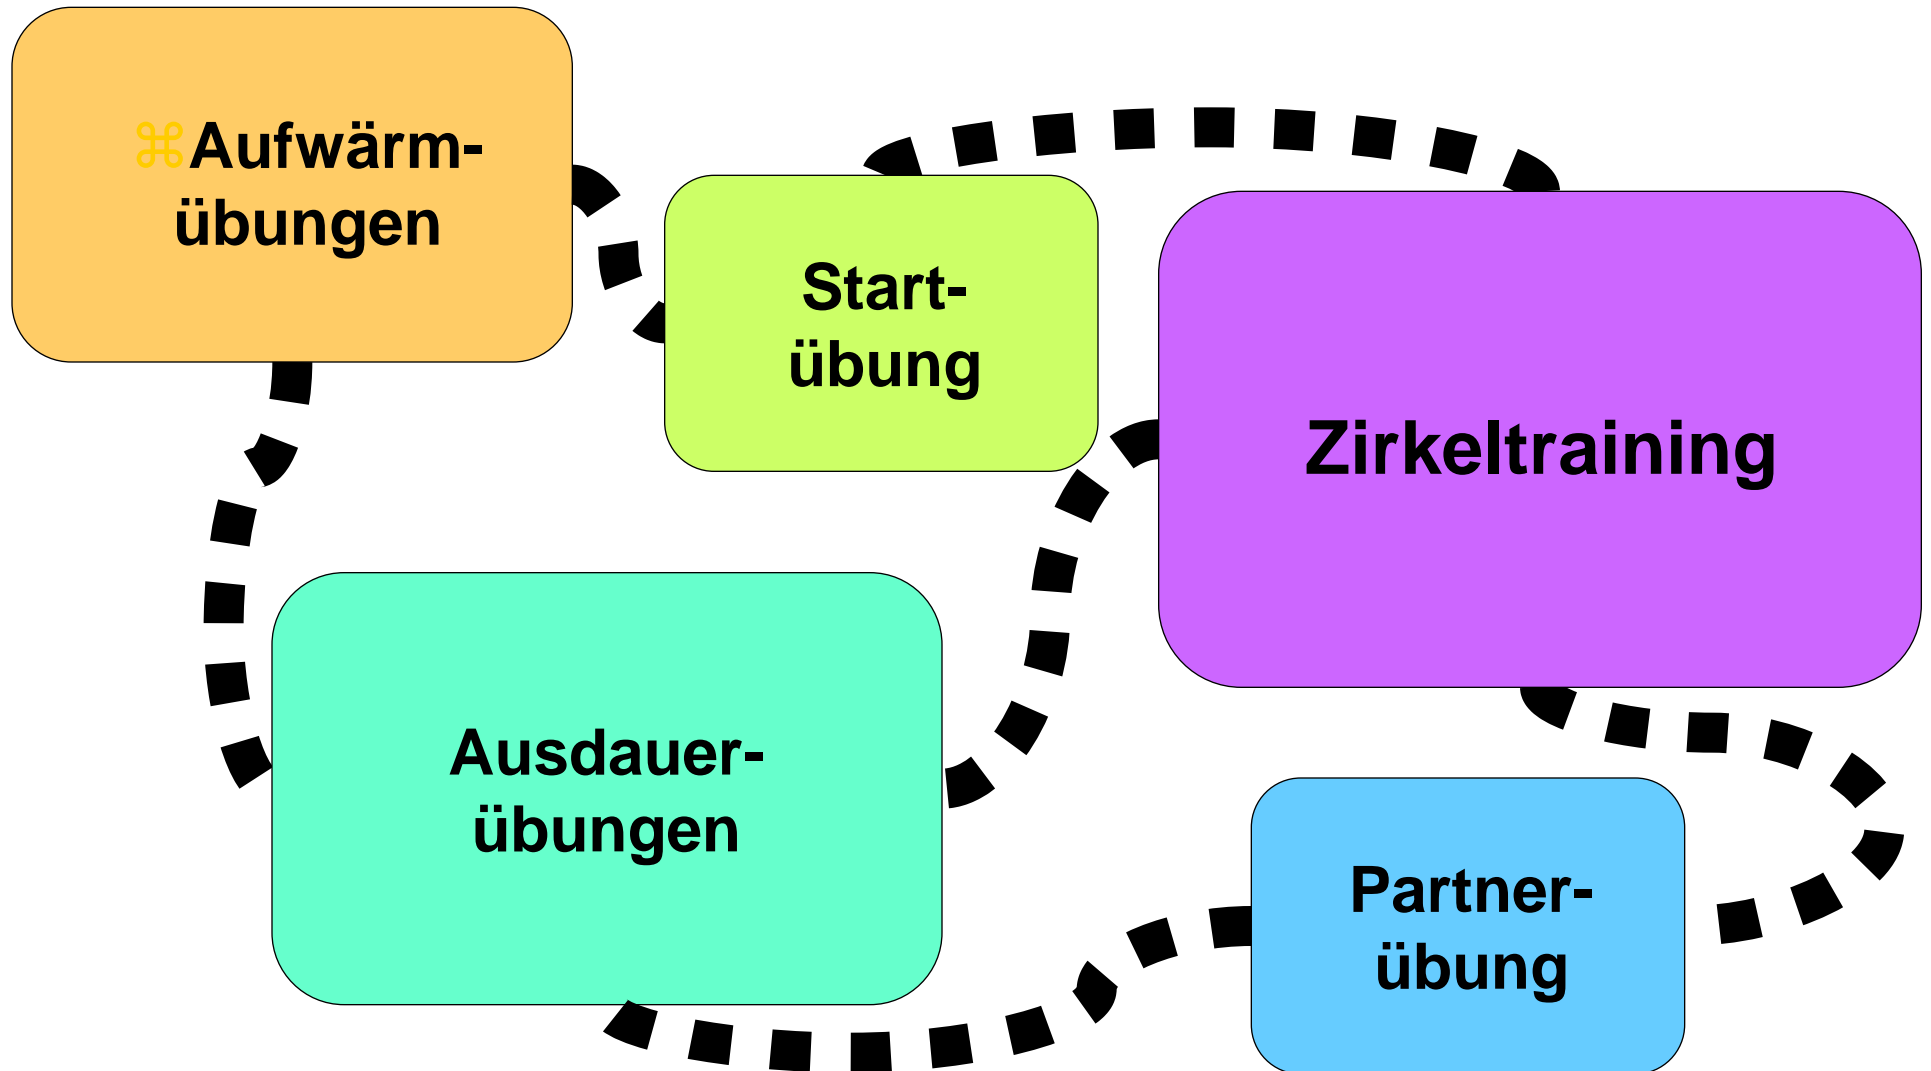 ⌘Aufwärm-
übungen
Start-
übung
Zirkeltraining
Ausdauer-
übungen
Partner-
übung